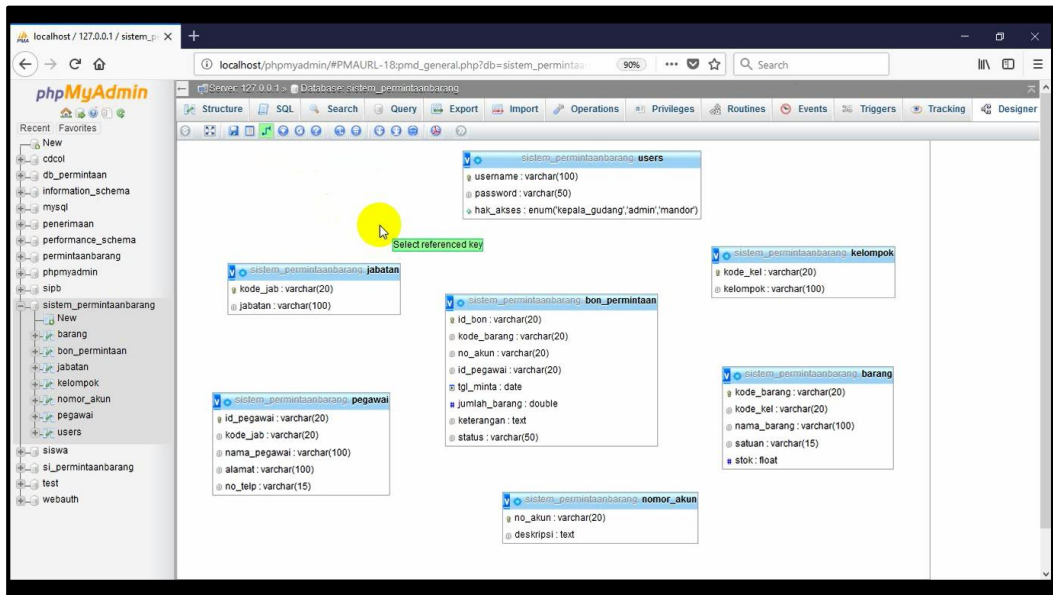 localhost / 127.0.0.1 / sistem_p
localhost/phpmyadmin/#PMAURL-18:pmd_general.php?db=sistem_permintaa
90%
Search
phpMyAdmin
Recent Favorites
New
cdcol
db_permintaan
information_schema
mysql
penerimaan
performance_schema
permintaanbarang
phpmyadmin
sipb
sistem_permintaanbarang
New
barang
bon_permintaan
jabatan
kelompok
nomor_akun
pegawai
users
siswa
si_permintaanbarang
test
webauth
Server: 127.0.0.1 » Database: sistem_permintaanbarang
Structure SQL Search Query Export Import Operations Privileges Routines Events Triggers Tracking Designer
sistem_permintaanbarang users
username : varchar(100)
password : varchar(50)
hak_akses : enum('kepala_gudang','admin','mandor')
Select referenced key
sistem_permintaanbarang jabatan
kode_jab : varchar(20)
jabatan : varchar(100)
sistem_permintaanbarang kelompok
kode_kel : varchar(20)
kelompok : varchar(100)
sistem_permintaanbarang bon_permintaan
id_bon : varchar(20)
kode_barang : varchar(20)
no_akun : varchar(20)
id_pegawai : varchar(20)
tgl_minta : date
jumlah_barang : double
keterangan : text
status : varchar(50)
sistem_permintaanbarang pegawai
id_pegawai : varchar(20)
kode_jab : varchar(20)
nama_pegawai : varchar(100)
alamat : varchar(100)
no_telp : varchar(15)
sistem_permintaanbarang barang
kode_barang : varchar(20)
kode_kel : varchar(20)
nama_barang : varchar(100)
satuan : varchar(15)
stok : float
sistem_permintaanbarang nomor_akun
no_akun : varchar(20)
deskripsi : text